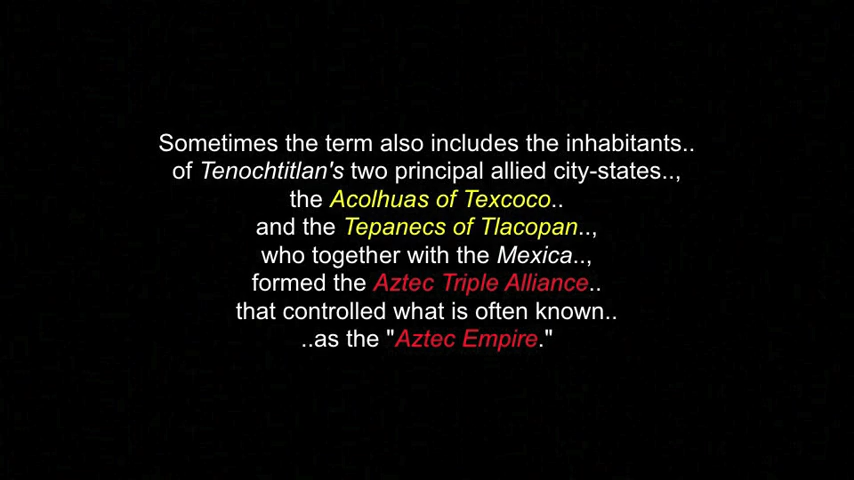 Sometimes the term also includes the inhabitants..
of Tenochtitlan's two principal allied city-states..,
the Acolhuas of Texcoco..
and the Tepanecs of Tlacopan..,
who together with the Mexica..,
formed the Aztec Triple Alliance..
that controlled what is often known..
..as the "Aztec Empire."